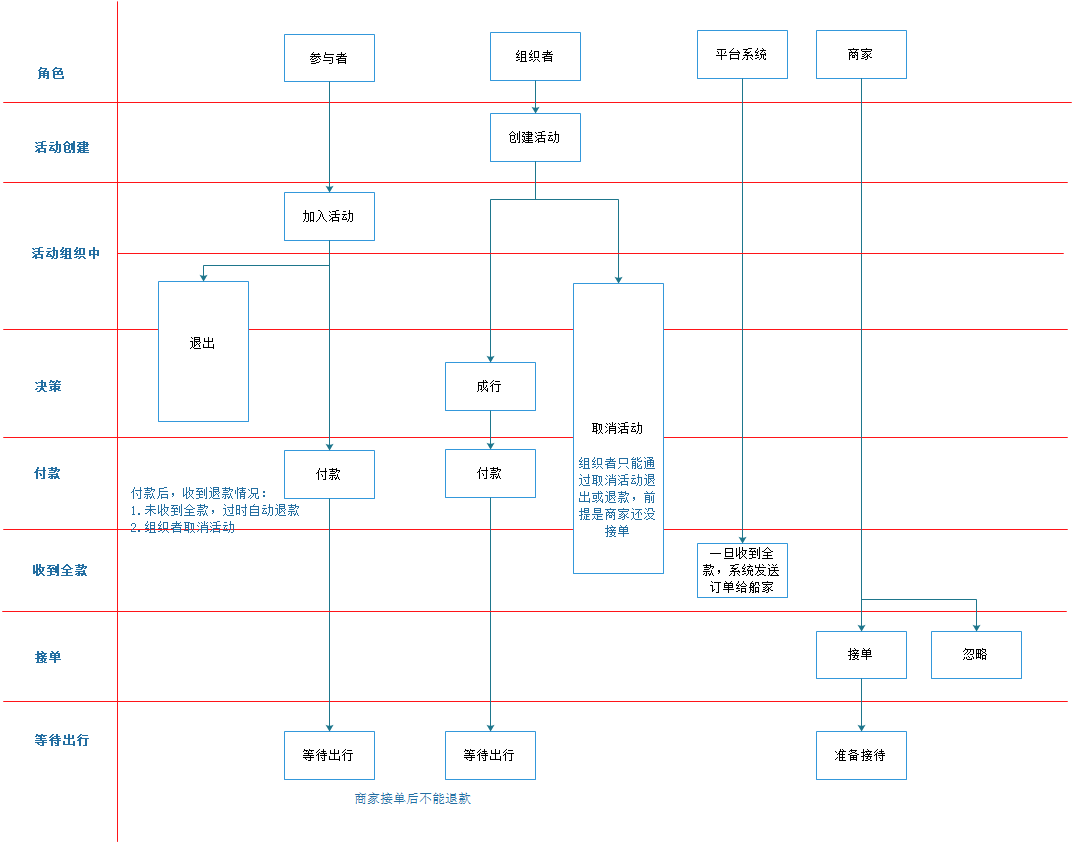 角色
参与者
组织者
平台系统
商家
活动创建
创建活动
加入活动
活动组织中
退出
决策
成行
取消活动
组织者只能通
过取消活动退
出或退款，前
提是商家还没
接单
付款
付款
付款
付款后，收到退款情况：
1.未收到全款，过时自动退款
2.组织者取消活动
收到全款
一旦收到全
款，系统发送
订单给船家
接单
接单
忽略
等待出行
等待出行
等待出行
准备接待
商家接单后不能退款